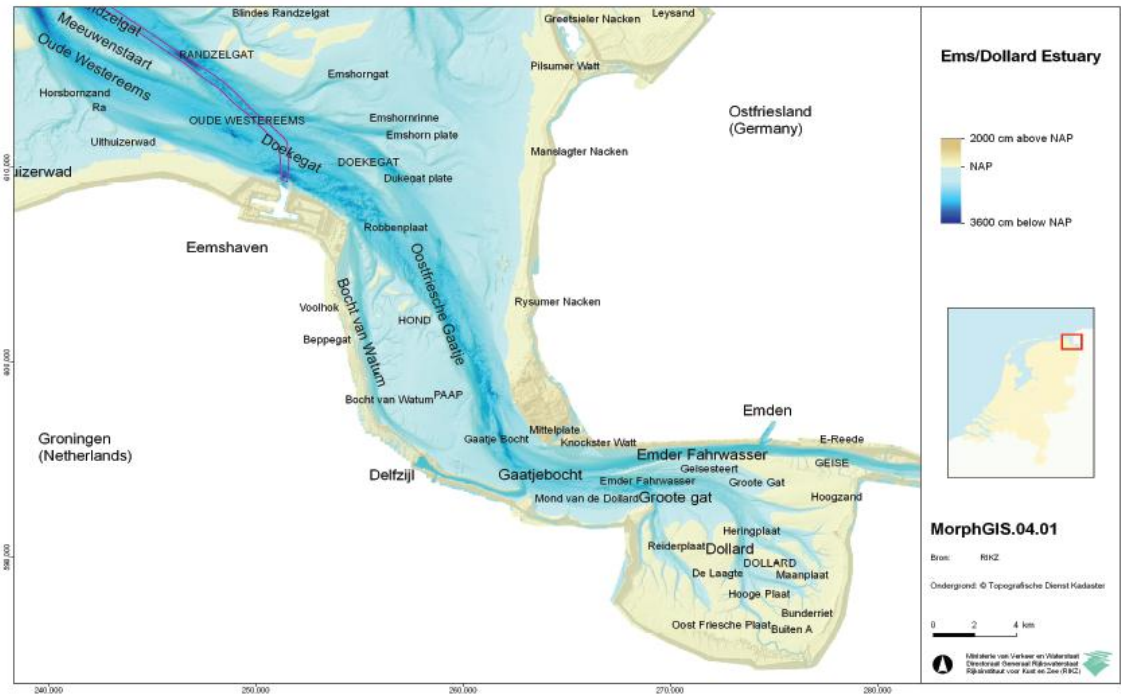 Blindes Randzelgat
Greetsieler Nacken
Leysand
ndzelgat
Meeuwenstaart
RANDZELGAT
Oude Westereems
Emshorngat
Pilsumer Watt
Horsbornzand
Ra
Emshornrinne
OUDE WESTEREEMS
Emshorn plate
Uithuizerwad
Doekegat
DOEKEGAT
Manslagter Nacken
Ostfriesland
(Germany)
uizerwad
Dukegat plate
Robbenplaat
Eemshaven
Oostfriesche Gaatje
Bocht van Watum
Voolhok
HOND
Rysumer Nacken
Beppegat
Bocht van Watum
PAAP
Emden
Mittelplate
Gaatje Bocht
Knockster Watt
E-Reede
Groningen
(Netherlands)
Emder Fahrwasser
GEISE
Delfzijl
Gaatjebocht
Geisesteert
Emder Fahrwasser
Groote Gat
Mond van de Dollard
Groote gat
Hoogzand
Heringplaat
Reiderplaat
Dollard
DOLLARD
De Laagte
Maanplaat
Hooge Plaat
Bunderriet
Oost Friesche Plaat
Buiten A
610,000
240,000
250,000
260,000
270,000
280,000
Ems/Dollard Estuary
2000 cm above NAP
NAP
3600 cm below NAP
MorphGIS.04.01
Bron: RIKZ
Ondergrond: © Topografische Dienst Kadaster
0 2 4 km
Ministerie van Verkeer en Waterstaat
Directoraat Generaal Rijkswaterstaat
Rijksinstituut voor Kust en Zee (RIKZ)